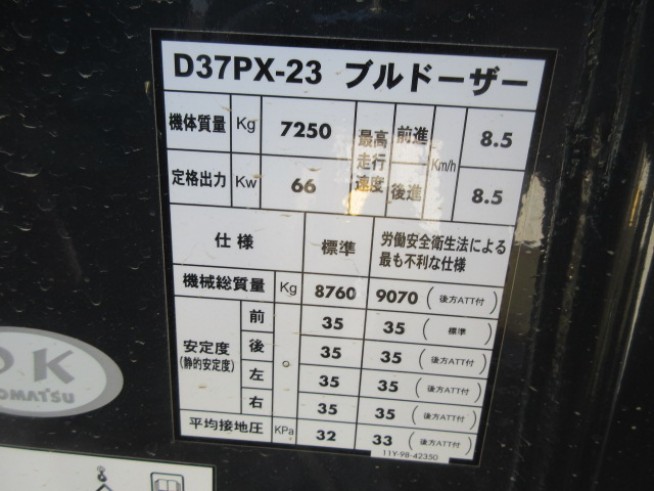 D37PX-23 ブルドーザー
機体質量 Kg 7250 最高走行速度 前進 Km/h 8.5
定格出力 Kw 66 後進 8.5
仕様 標準 労働安全衛生法による最も不利な仕様
機械総質量 Kg 8760 9070 (後方ATT付)
安定度 (静的安定度) ° 前 35 35 (標準)
後 35 35 (後方ATT付)
左 35 35 (後方ATT付)
右 35 35 (後方ATT付)
平均接地圧 KPa 32 33 (後方ATT付)
11Y-98-42350
OK
KOMATSU